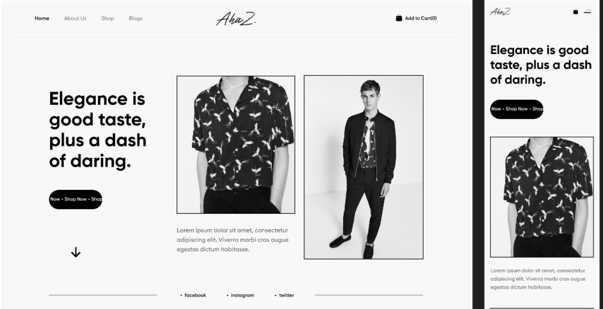 Home About Us Shop Blogs
AhaZ.
Add to Cart(0)
Elegance is
good taste,
plus a dash
of daring.
Now - Shop Now - Shop
Lorem ipsum dolor sit amet, consectetur
adipiscing elit. Viverra morbi cras augue
egestas dictum habitasse.
• facebook • instagram • twitter
AhaZ.
Elegance is good
taste, plus a dash
of daring.
Now - Shop Now - Shop
Lorem ipsum dolor sit amet, consectetur
adipiscing elit. Viverra morbi cras augue egestas
dictum habitasse.